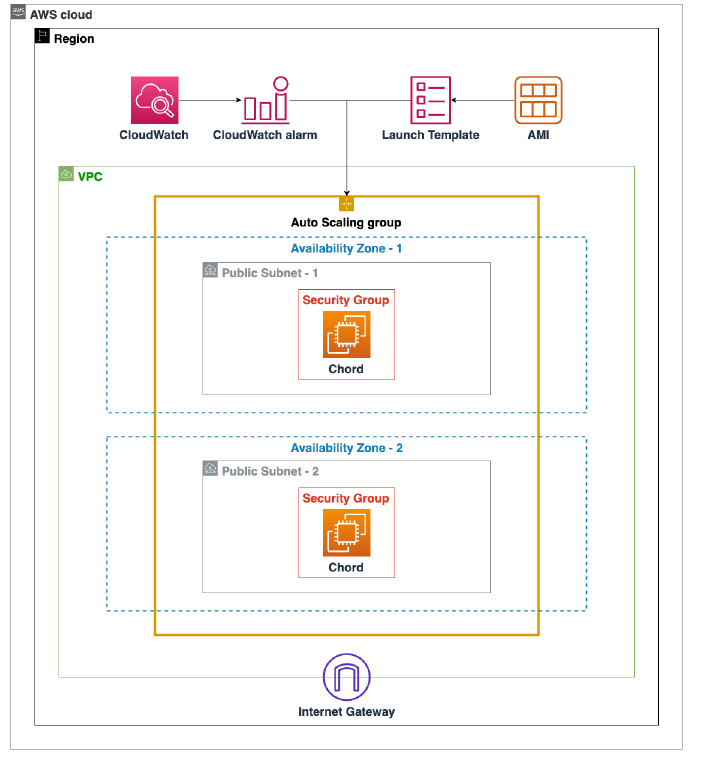 aws
AWS cloud
Region
CloudWatch
CloudWatch alarm
Launch Template
AMI
VPC
Auto Scaling group
Availability Zone - 1
Public Subnet - 1
Security Group
Chord
Availability Zone - 2
Public Subnet - 2
Security Group
Chord
Internet Gateway